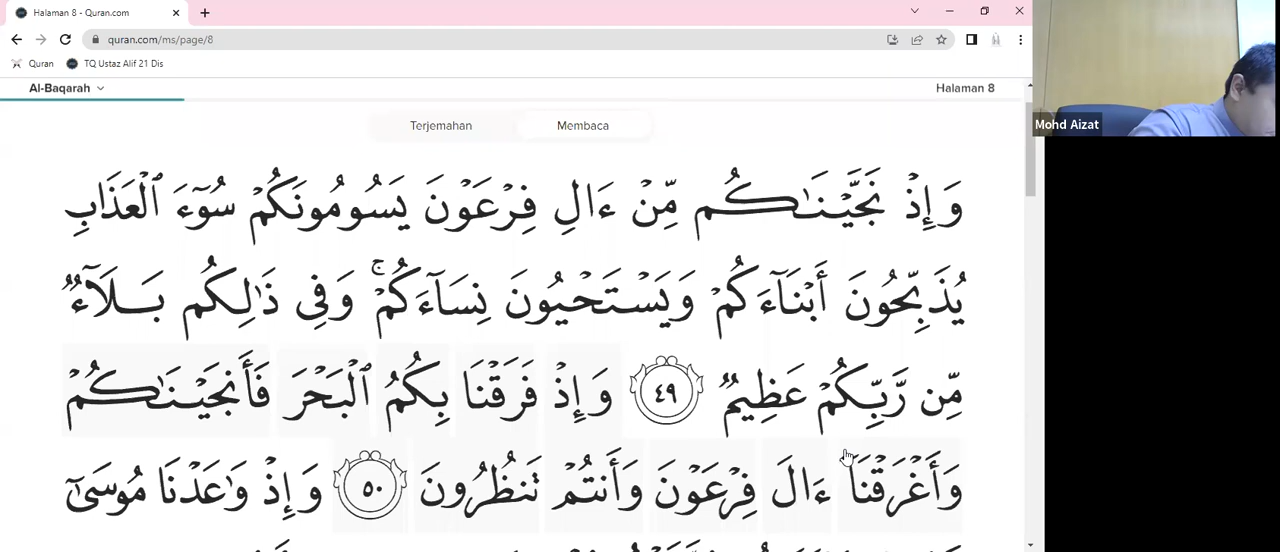 Halaman 8 - Quran.com
quran.com/ms/page/8
Quran TQ Ustaz Alif 21 Dis
Al-Baqarah Halaman 8
Terjemahan Membaca
وَإِذۡ نَجَّيۡنَٰكُم مِّنۡ ءَالِ فِرۡعَوۡنَ يَسُومُونَكُمۡ سُوٓءَ ٱلۡعَذَابِ
يُذَبِّحُونَ أَبۡنَآءَكُمۡ وَيَسۡتَحۡيُونَ نِسَآءَكُمۡۚ وَفِي ذَٰلِكُم بَلَآءٞ
مِّن رَّبِّكُمۡ عَظِيمٞ ٤٩ وَإِذۡ فَرَقۡنَا بِكُمُ ٱلۡبَحۡرَ فَأَنجَيۡنَٰكُمۡ
وَأَغۡرَقۡنَآ ءَالَ فِرۡعَوۡنَ وَأَنتُمۡ تَنظُرُونَ ٥٠ وَإِذۡ وَٰعَدۡنَا مُوسَىٰٓ
Mohd Aizat